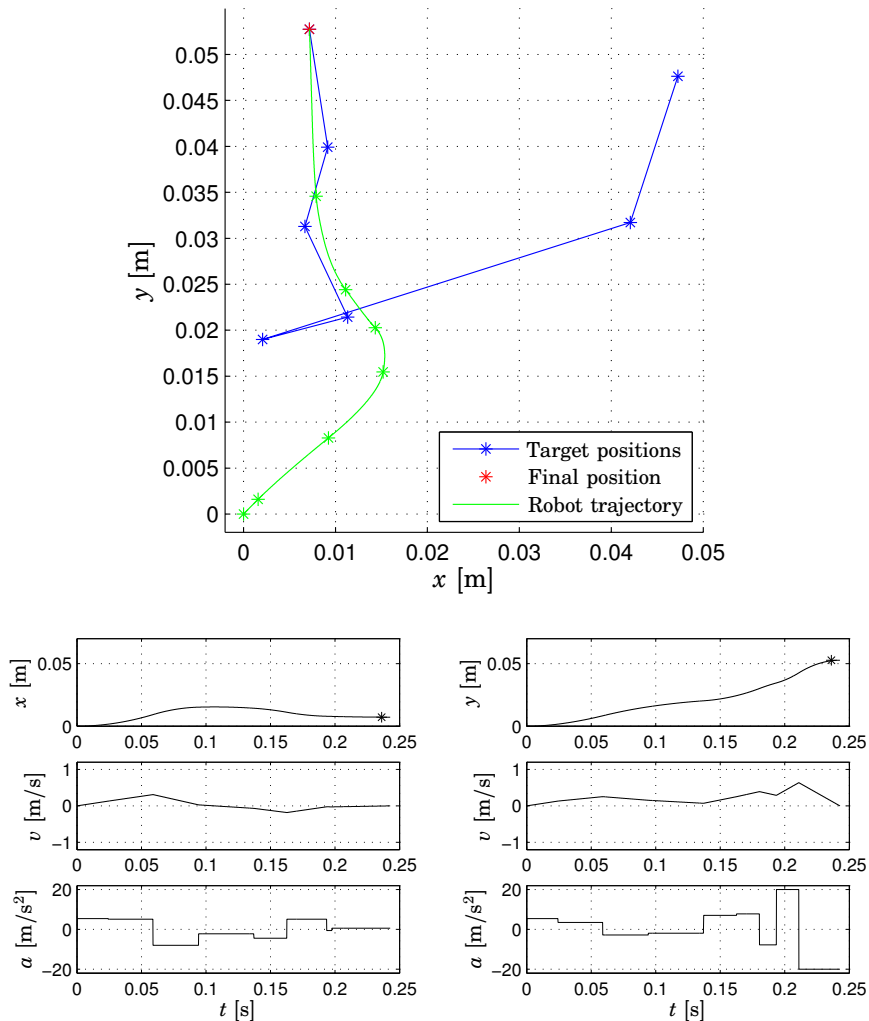 0.05
0.045
0.04
0.035
0.03
0.025
0.02
0.015
0.01
0.005
0
y [m]
0 0.01 0.02 0.03 0.04 0.05
x [m]
Target positions
Final position
Robot trajectory
x [m]
0.05
0
0 0.05 0.1 0.15 0.2 0.25
y [m]
0.05
0
0 0.05 0.1 0.15 0.2 0.25
v [m/s]
1
0
−1
0 0.05 0.1 0.15 0.2 0.25
v [m/s]
1
0
−1
0 0.05 0.1 0.15 0.2 0.25
a [m/s²]
20
0
−20
0 0.05 0.1 0.15 0.2 0.25
t [s]
a [m/s²]
20
0
−20
0 0.05 0.1 0.15 0.2 0.25
t [s]